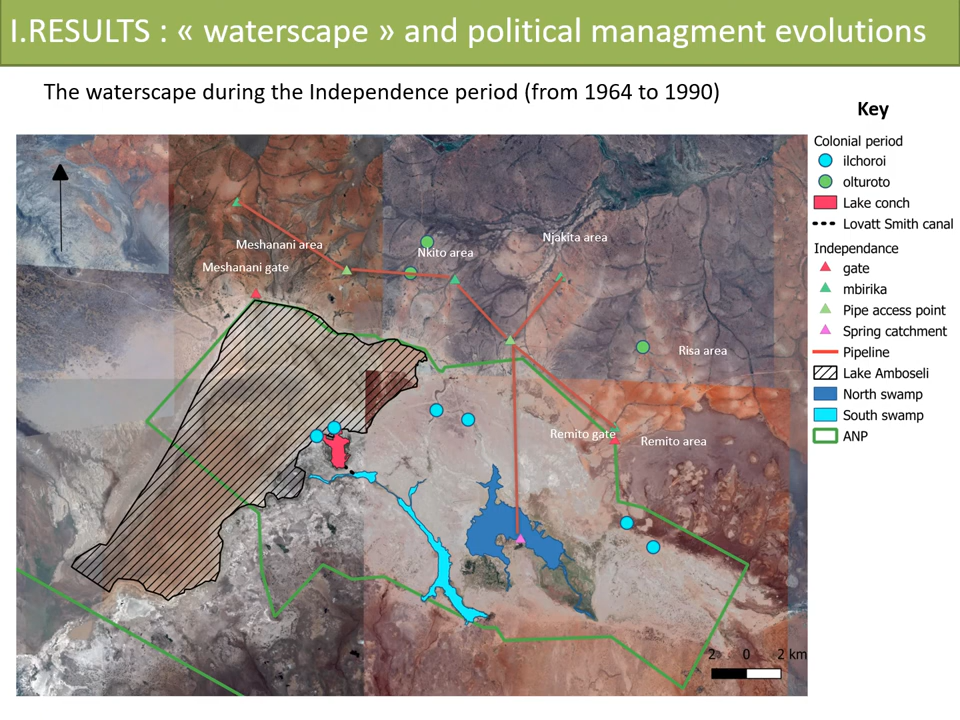 I.RESULTS : « waterscape » and political managment evolutions
The waterscape during the Independence period (from 1964 to 1990)
Key
Colonial period
ilchoroi
olturoto
Lake conch
Lovatt Smith canal
Independance
gate
mbirika
Pipe access point
Spring catchment
Pipeline
Lake Amboseli
North swamp
South swamp
ANP
Meshanani area
Meshanani gate
Nkito area
Njakita area
Risa area
Remito gate
Remito area
2 0 2 km